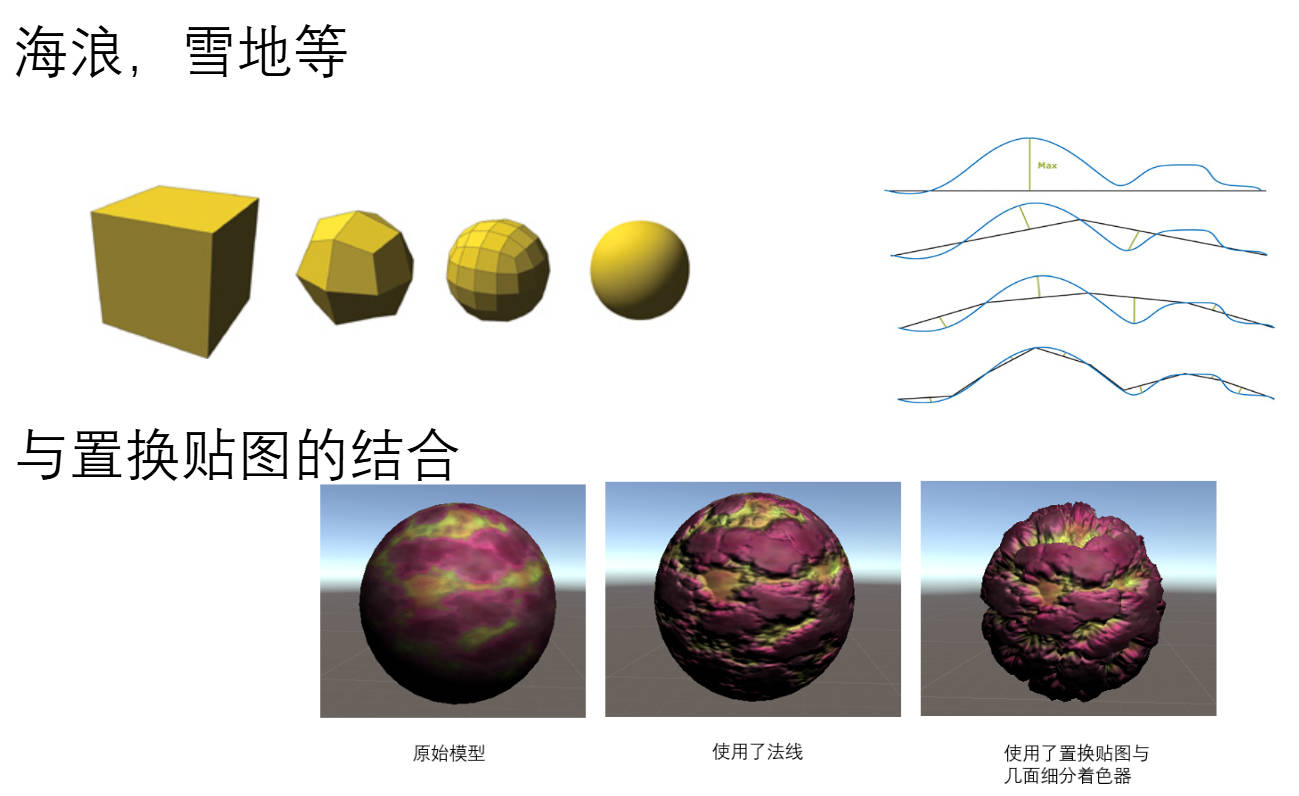 海浪，雪地等
Max
与置换贴图的结合
原始模型
使用了法线
使用了置换贴图与
几面细分着色器